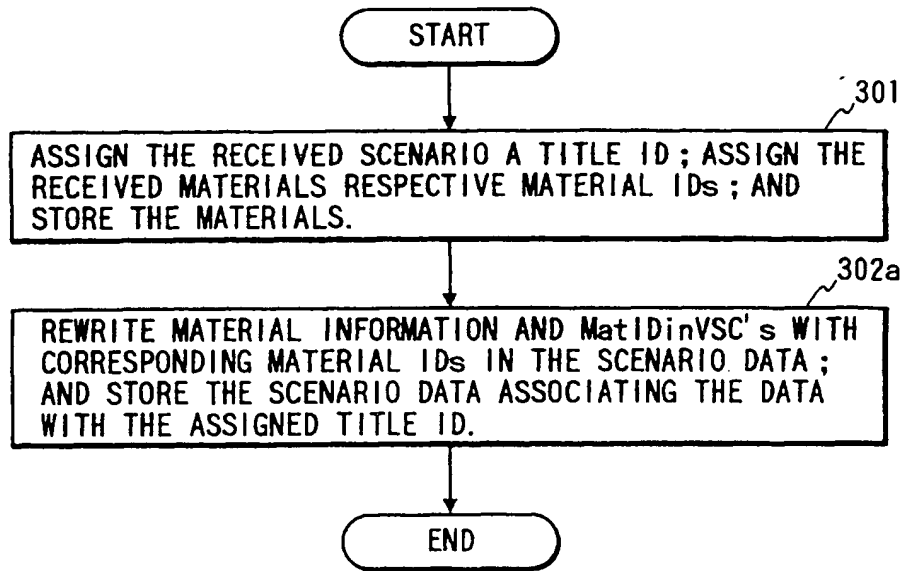 START
301
ASSIGN THE RECEIVED SCENARIO A TITLE ID; ASSIGN THE
RECEIVED MATERIALS RESPECTIVE MATERIAL IDs; AND
STORE THE MATERIALS.
302a
REWRITE MATERIAL INFORMATION AND MatIDinVSC's WITH
CORRESPONDING MATERIAL IDs IN THE SCENARIO DATA;
AND STORE THE SCENARIO DATA ASSOCIATING THE DATA
WITH THE ASSIGNED TITLE ID.
END